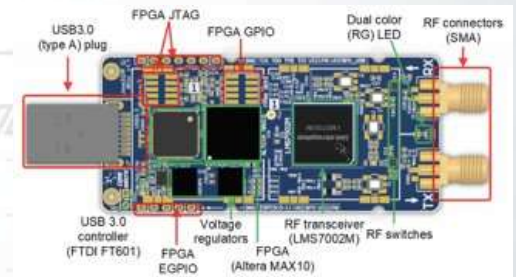 USB3.0
(type A) plug
FPGA JTAG
FPGA GPIO
Dual color
(RG) LED
RF connectors
(SMA)
RX
TX
USB 3.0
controller
(FTDI FT601)
FPGA
EGPIO
Voltage
regulators
FPGA
(Altera MAX10)
RF transceiver
(LMS7002M)
RF switches